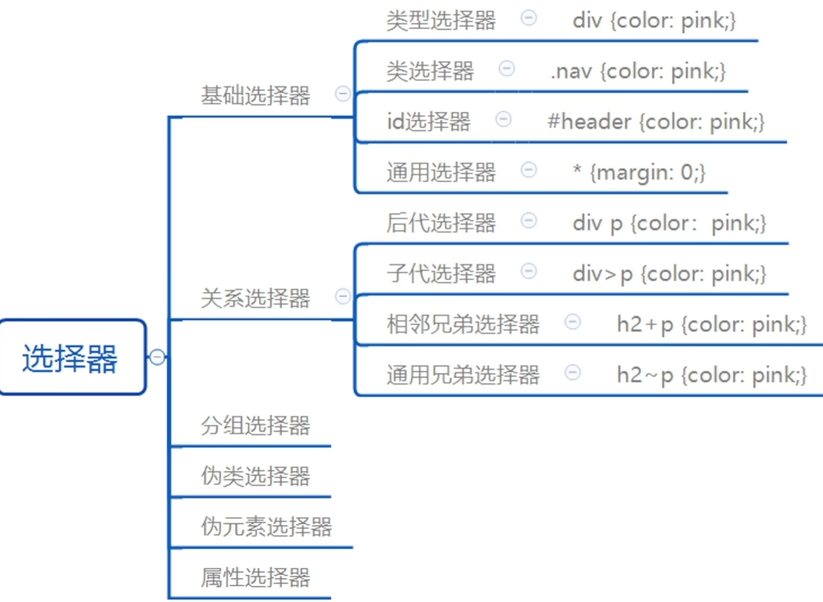 选择器
基础选择器
类型选择器 div {color: pink;}
类选择器 .nav {color: pink;}
id选择器 #header {color: pink;}
通用选择器 * {margin: 0;}
关系选择器
后代选择器 div p {color：pink;}
子代选择器 div>p {color: pink;}
相邻兄弟选择器 h2+p {color: pink;}
通用兄弟选择器 h2~p {color: pink;}
分组选择器
伪类选择器
伪元素选择器
属性选择器